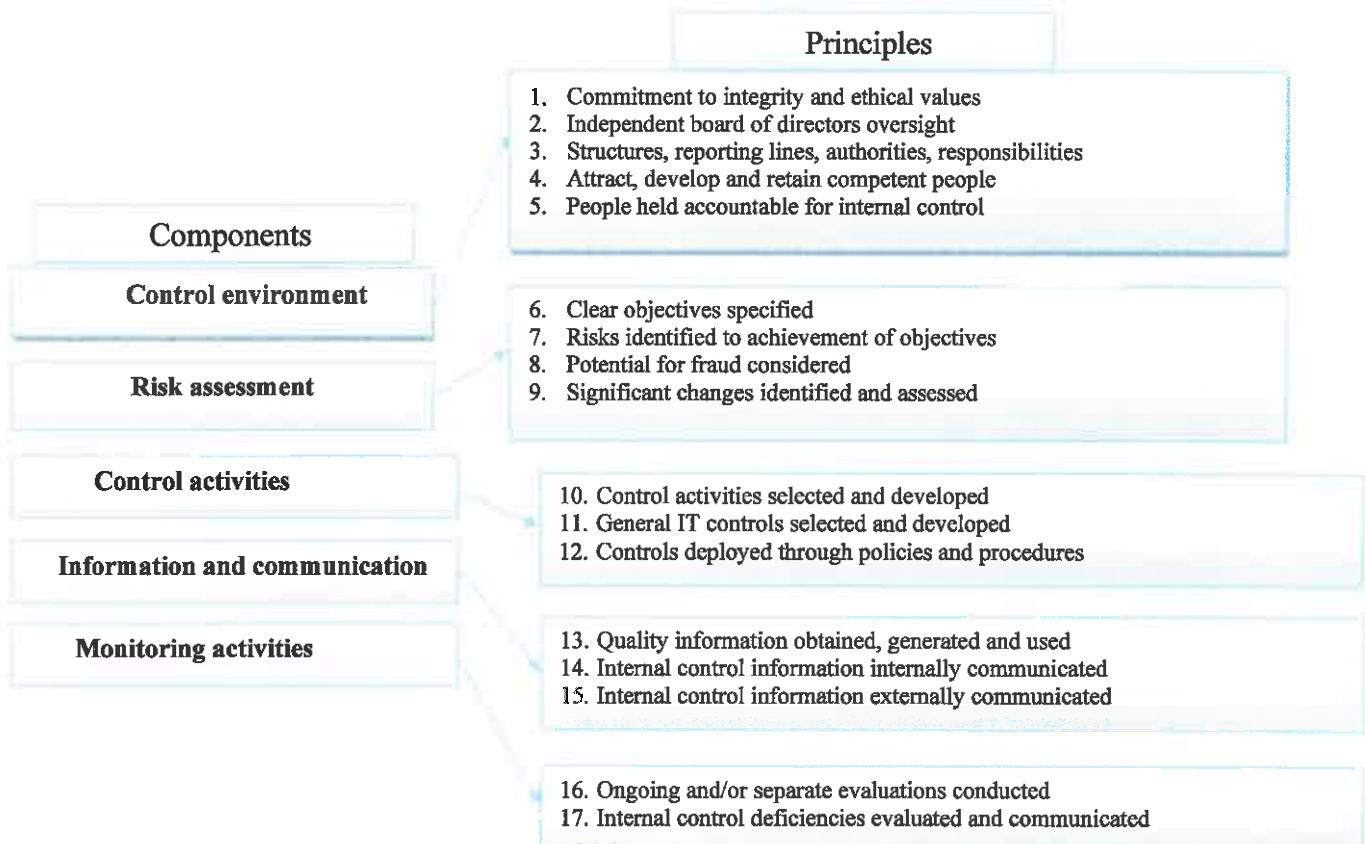 Principles
1. Commitment to integrity and ethical values
2. Independent board of directors oversight
3. Structures, reporting lines, authorities, responsibilities
4. Attract, develop and retain competent people
5. People held accountable for internal control
Components
Control environment
6. Clear objectives specified
7. Risks identified to achievement of objectives
8. Potential for fraud considered
9. Significant changes identified and assessed
Risk assessment
Control activities
10. Control activities selected and developed
11. General IT controls selected and developed
12. Controls deployed through policies and procedures
Information and communication
13. Quality information obtained, generated and used
14. Internal control information internally communicated
15. Internal control information externally communicated
Monitoring activities
16. Ongoing and/or separate evaluations conducted
17. Internal control deficiencies evaluated and communicated